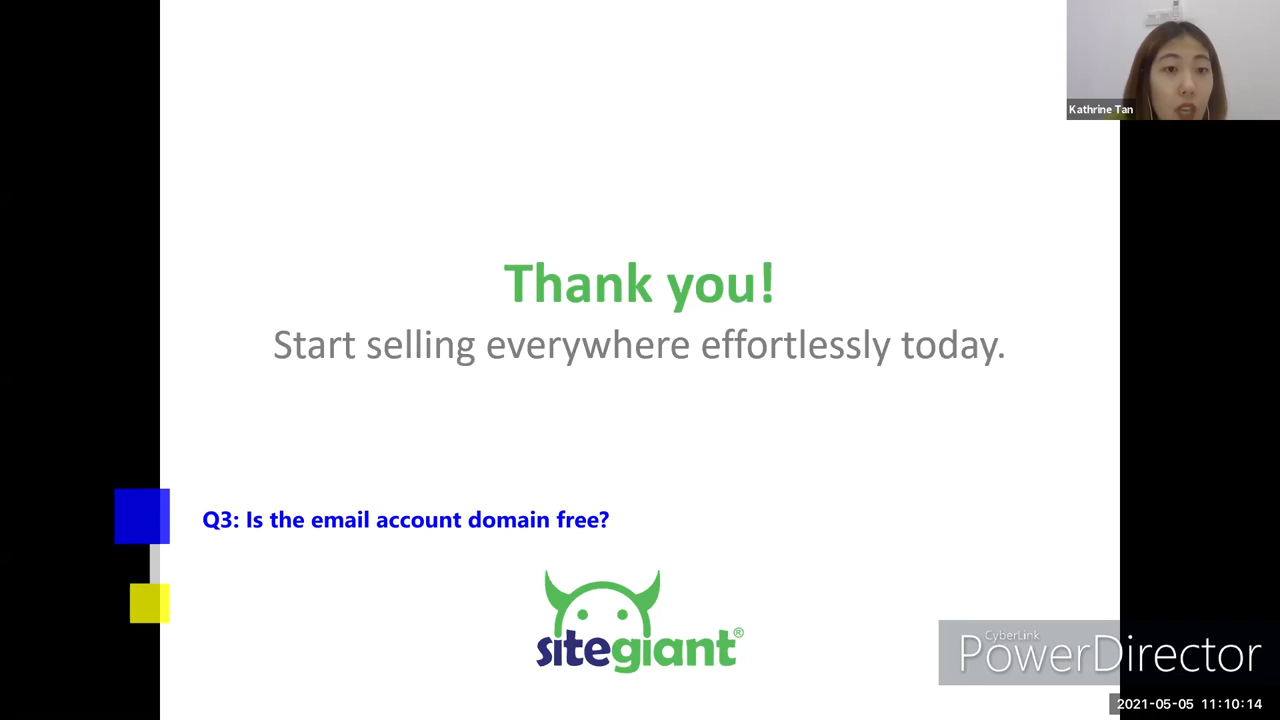 Kathrine Tan
Thank you!
Start selling everywhere effortlessly today.
Q3: Is the email account domain free?
sitegiant®
CyberLink
PowerDirector
2021-05-05 11:10:14